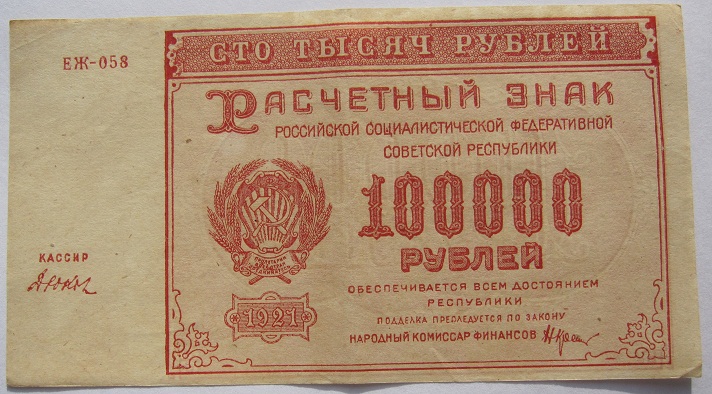 ЕЖ-058
СТО ТЫСЯЧ РУБЛЕЙ
РАСЧЕТНЫЙ ЗНАК
РОССИЙСКОЙ СОЦИАЛИСТИЧЕСКОЙ ФЕДЕРАТИВНОЙ
СОВЕТСКОЙ РЕСПУБЛИКИ
100000
РУБЛЕЙ
КАССИР
1921
ОБЕСПЕЧИВАЕТСЯ ВСЕМ ДОСТОЯНИЕМ
РЕСПУБЛИКИ
ПОДДЕЛКА ПРЕСЛЕДУЕТСЯ ПО ЗАКОНУ
НАРОДНЫЙ КОМИССАР ФИНАНСОВ